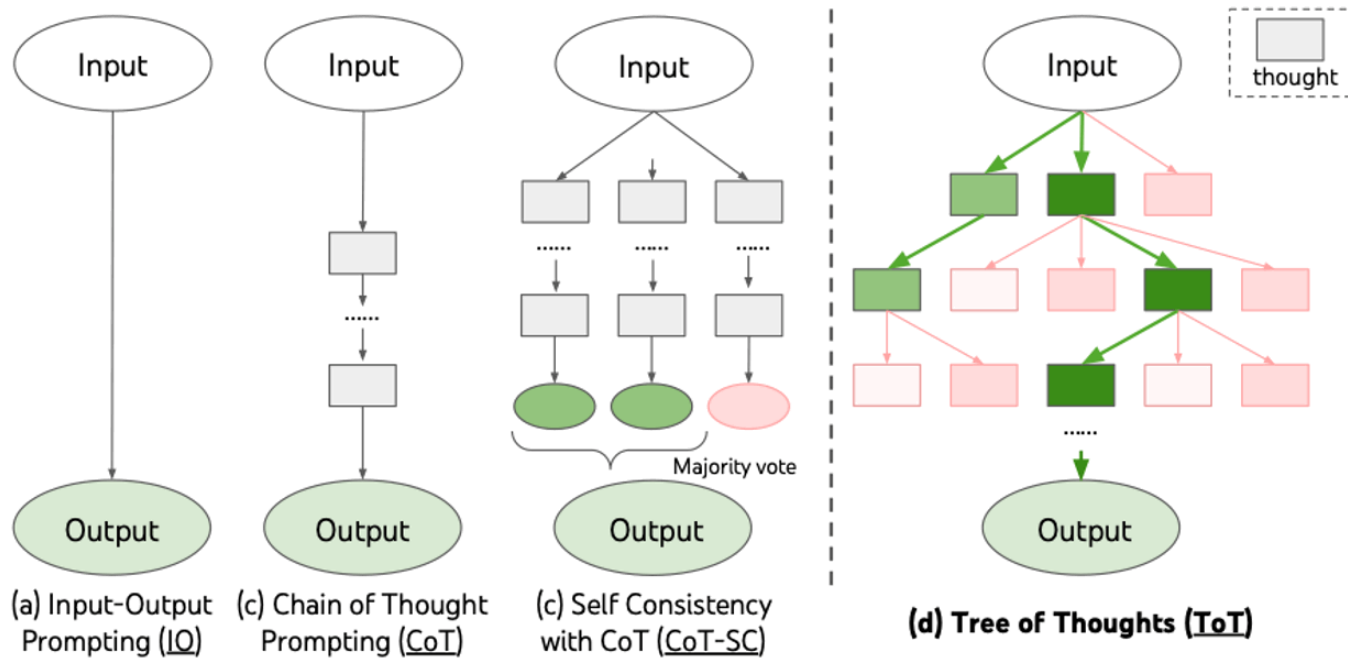 Input
Input
Input
Input
thought
......
......
......
......
......
Majority vote
Output
Output
Output
Output
(a) Input-Output
Prompting (IO)
(c) Chain of Thought
Prompting (CoT)
(c) Self Consistency
with CoT (CoT-SC)
(d) Tree of Thoughts (ToT)